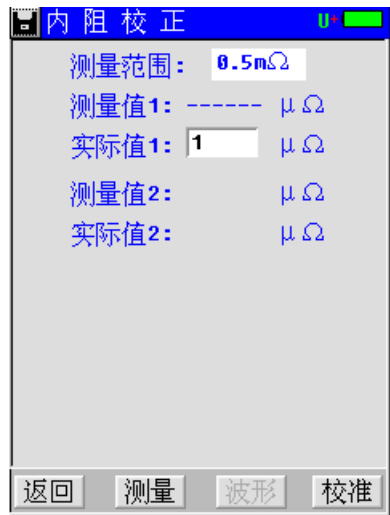 内阻校正 U+
测量范围: 0.5mΩ
测量值1: ------ μΩ
实际值1: 1 μΩ
测量值2: μΩ
实际值2: μΩ
返回 测量 波形 校准